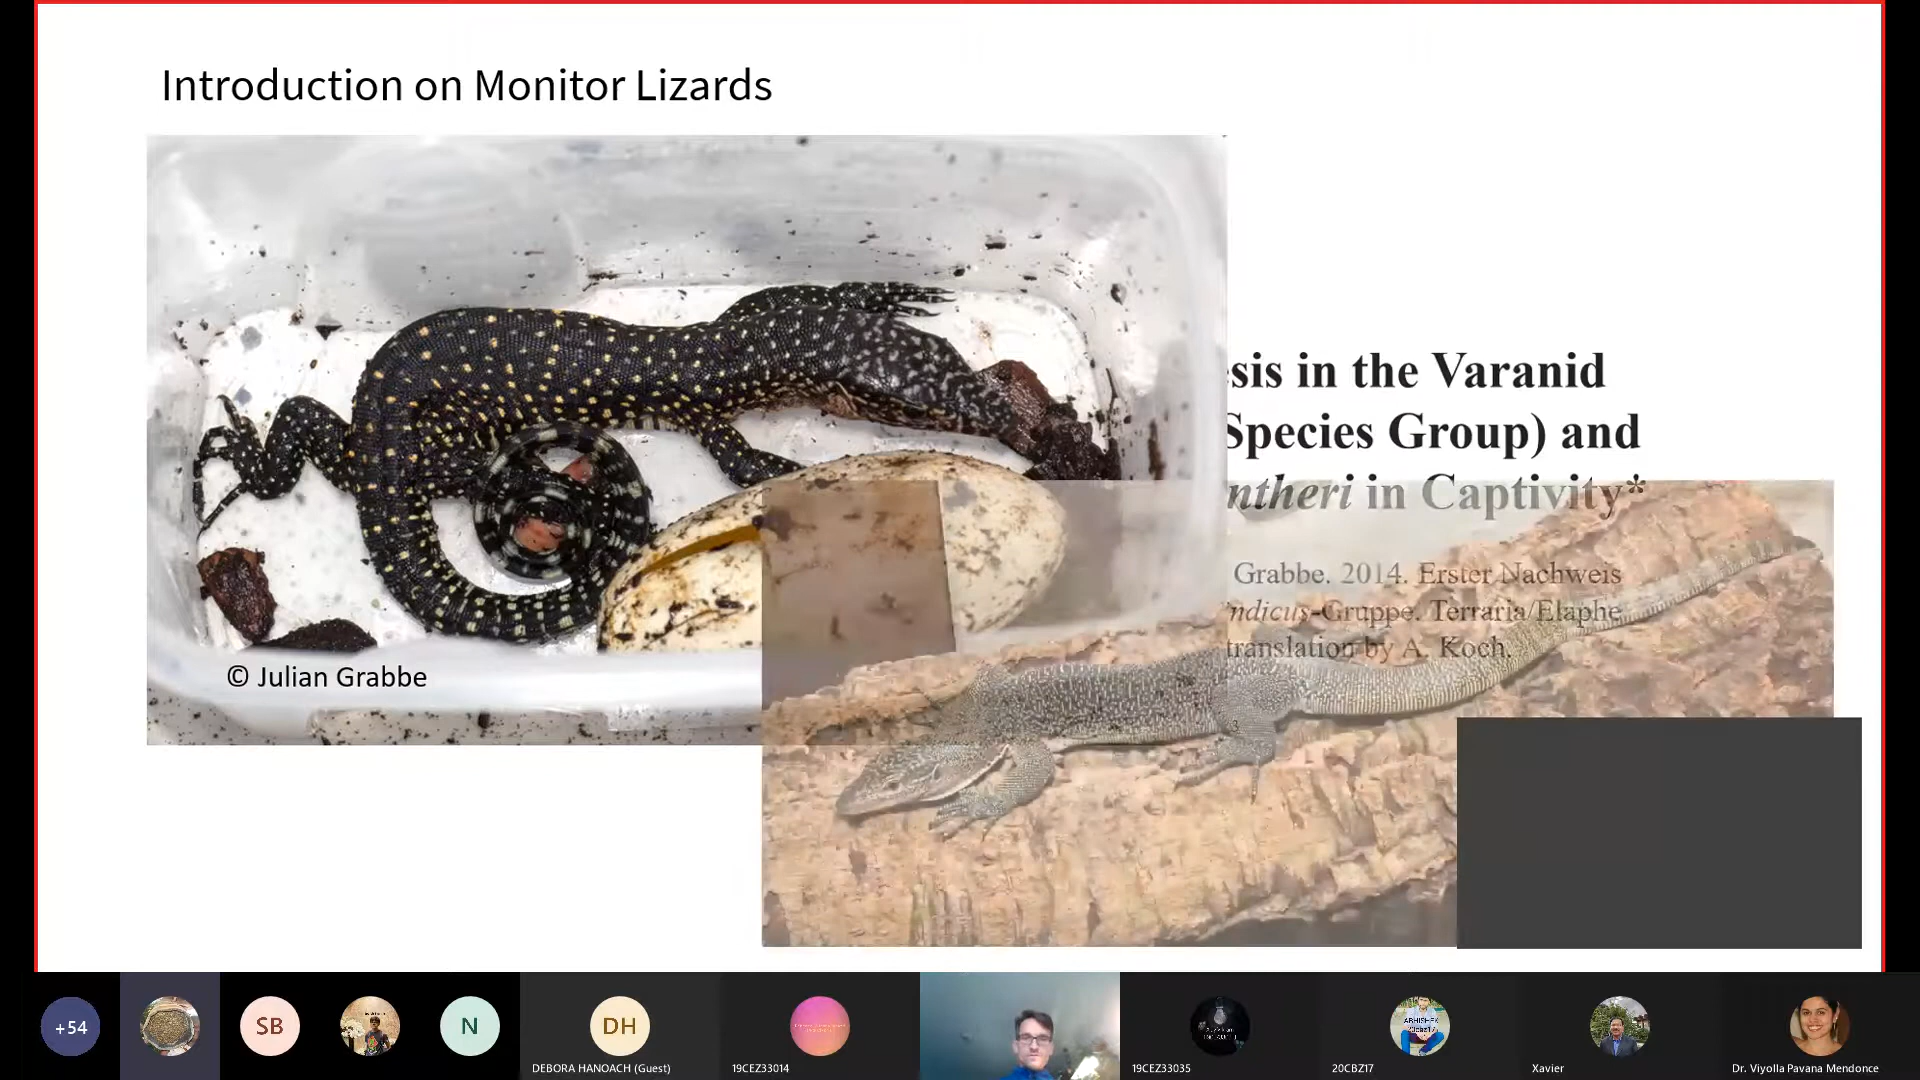 Introduction on Monitor Lizards
sis in the Varanid
Species Group) and
ntheri in Captivity*
Grabbe. 2014. Erster Nachweis
ndicus-Gruppe. Terraria/Elaphe
translation by A. Koch.
© Julian Grabbe
+54
SB
N
DH
ABHISHEK
20cbz17
DEBORA HANOACH (Guest)
19CEZ33014
19CEZ33035
20CBZ17
Xavier
Dr. Viyolla Pavana Mendonce